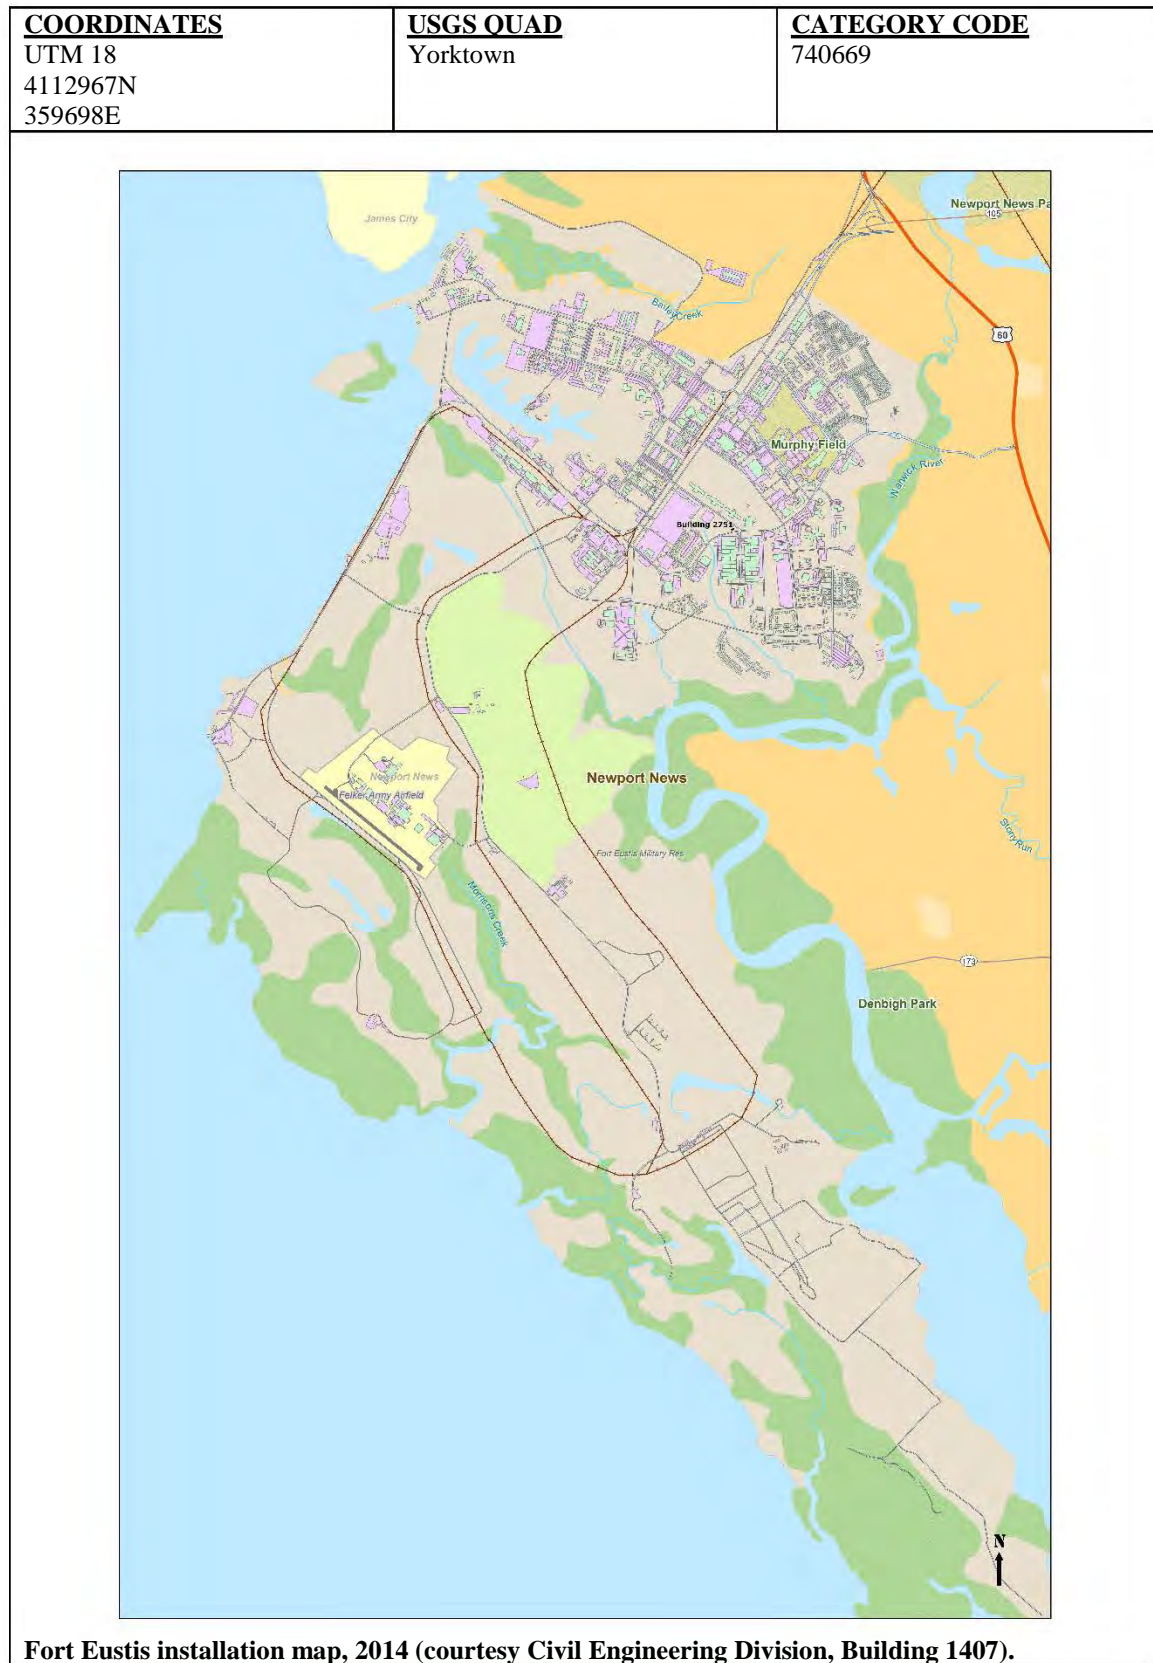 COORDINATES
UTM 18
4112967N
359698E
USGS QUAD
Yorktown
CATEGORY CODE
740669
James City
Newport News Pa
105
Bailey Creek
60
Murphy Field
Warwick River
Building 2751
Newport News
Felker Army Airfield
Newport News
Fort Eustis Military Res
Stony Run
Morrisons Creek
173
Denbigh Park
N
Fort Eustis installation map, 2014 (courtesy Civil Engineering Division, Building 1407).